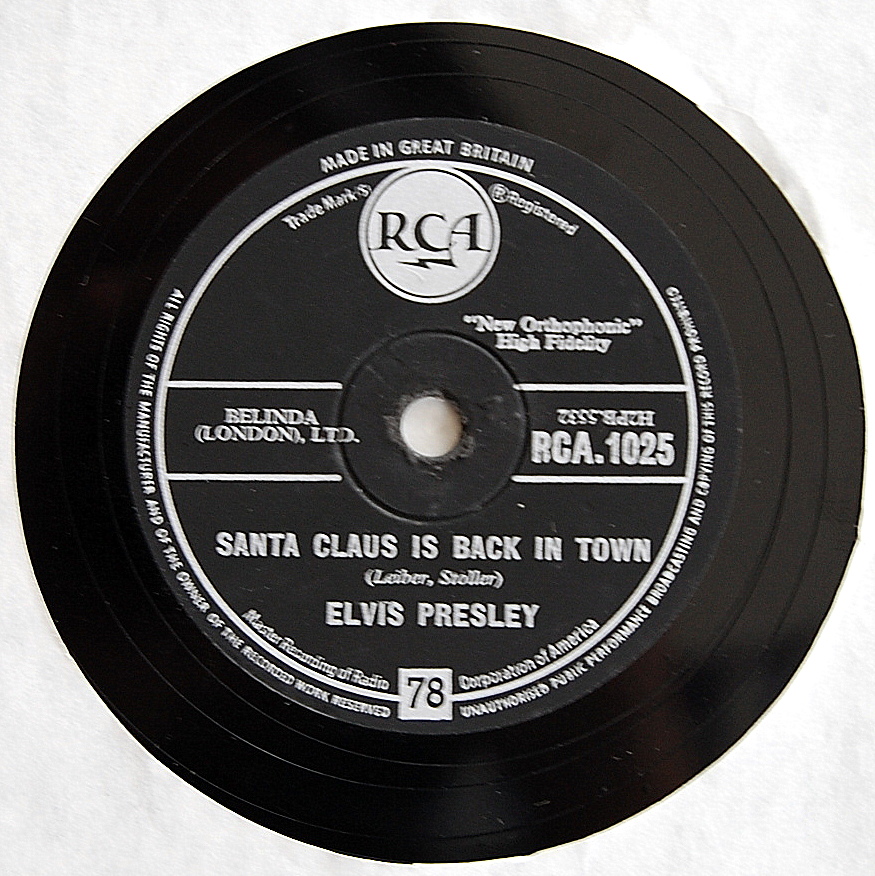 MADE IN GREAT BRITAIN
Trade Mark(s) ® Registered
RCA
"New Orthophonic"
High Fidelity
BELINDA
(LONDON), LTD.
H2PB.5532
RCA.1025
SANTA CLAUS IS BACK IN TOWN
(Leiber, Stoller)
ELVIS PRESLEY
Master Recording of Radio Corporation of America
78
ALL RIGHTS OF THE MANUFACTURER AND OF THE OWNER OF THE RECORDED WORK RESERVED
UNAUTHORISED PUBLIC PERFORMANCE BROADCASTING AND COPYING OF THIS RECORD PROHIBITED